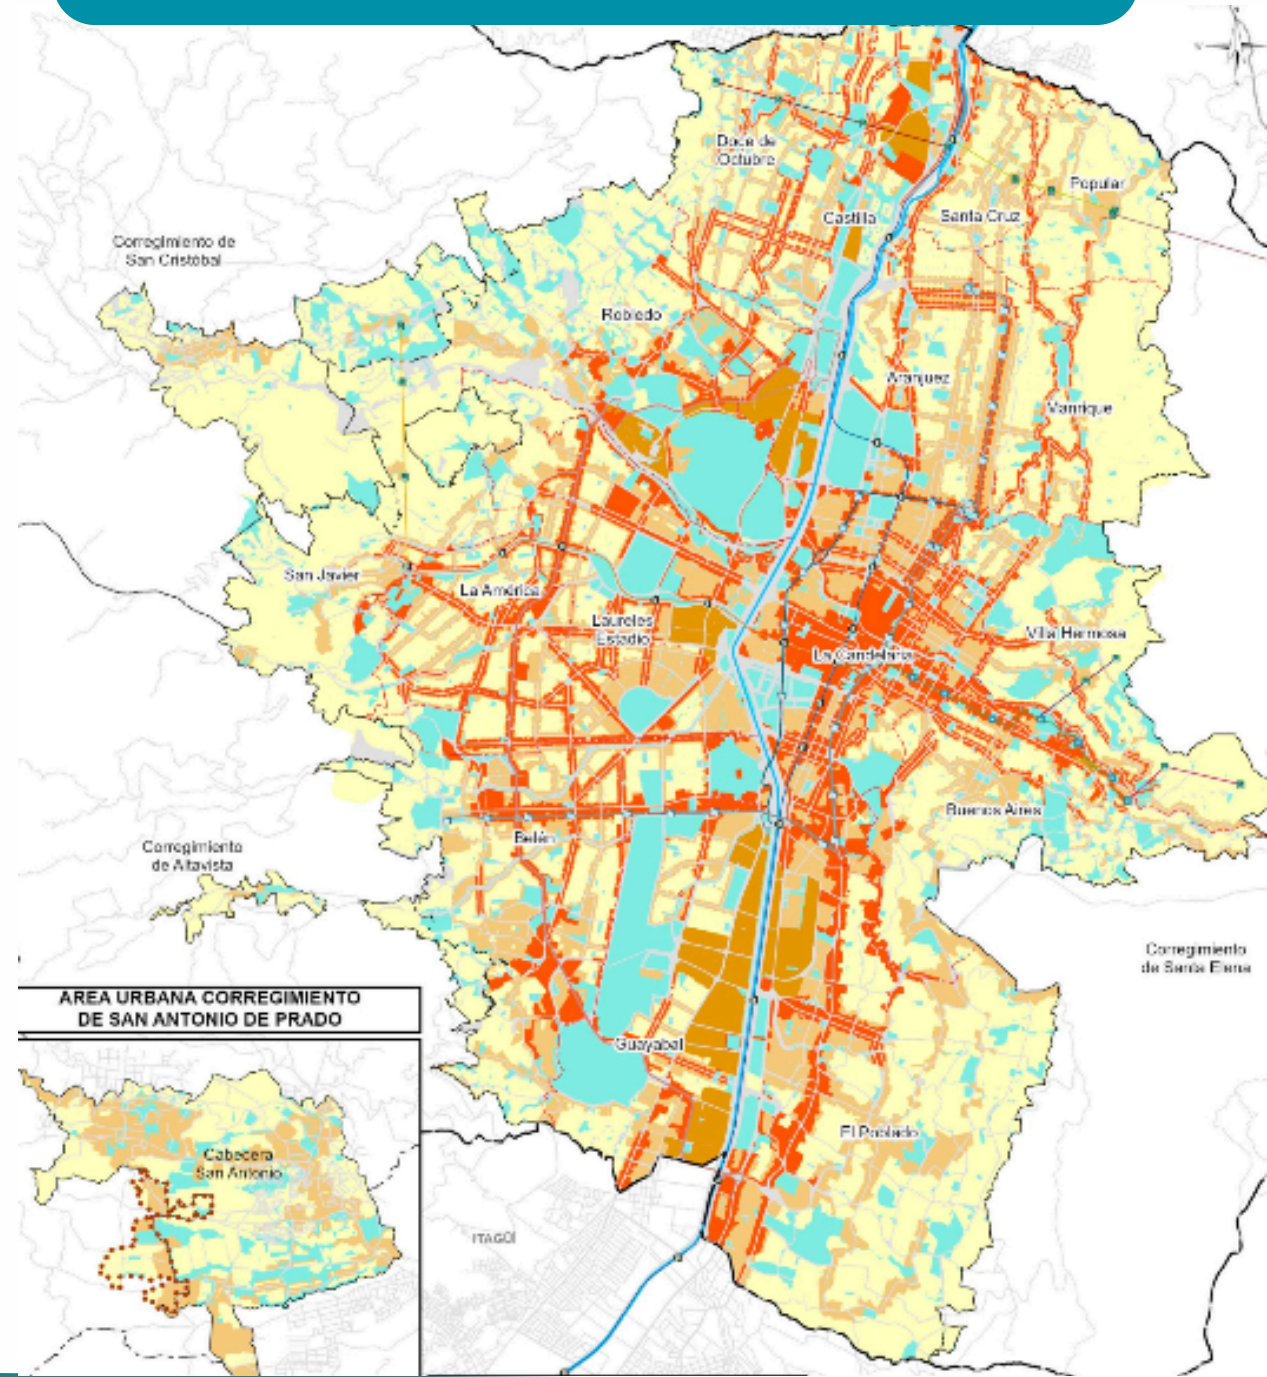 Doce de
Octubre
Popular
Castilla
Santa Cruz
Corregimiento de
San Cristóbal
Robledo
Aranjuez
Manrique
San Javier
La América
Laureles
Estadio
Villa Hermosa
La Candelaria
Buenos Aires
Belén
Corregimiento
de Altavista
Corregimiento
de Santa Elena
AREA URBANA CORREGIMIENTO
DE SAN ANTONIO DE PRADO
Guayabal
El Poblado
Cabecera
San Antonio
ITAGÜÍ